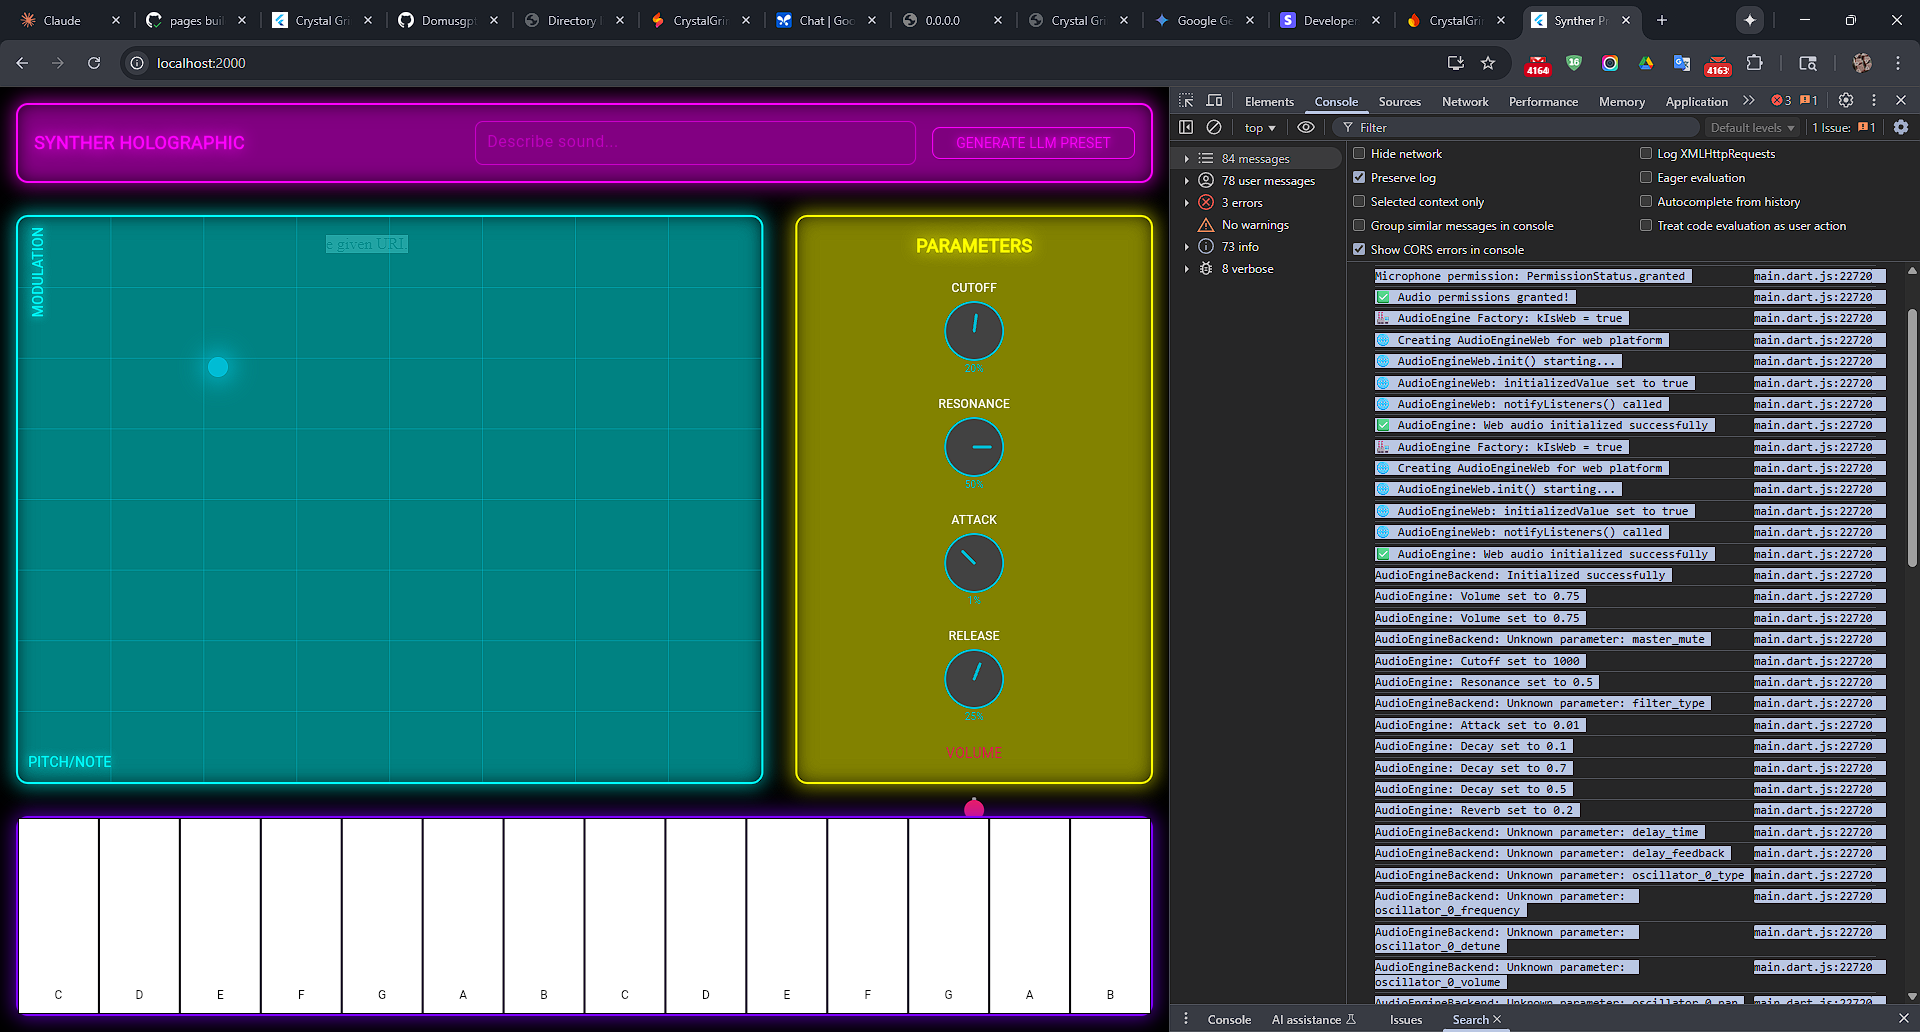 Claude
pages buil
Crystal Gri
Domusgpt
Directory l
CrystalGrim
Chat | Goo
0.0.0.0
Crystal Gri
Google Ge
Developer
CrystalGri
Synther Pr
localhost:2000
4164
16
4163
SYNTHER HOLOGRAPHIC
Describe sound...
GENERATE LLM PRESET
MODULATION
e given URI.
PITCH/NOTE
PARAMETERS
CUTOFF
20%
RESONANCE
50%
ATTACK
1%
RELEASE
25%
VOLUME
C D E F G A B C D E F G A B
Elements Console Sources Network Performance Memory Application 3 1
top Filter Default levels 1 Issue: 1
84 messages
78 user messages
3 errors
No warnings
73 info
8 verbose
Hide network
Log XMLHttpRequests
Preserve log
Eager evaluation
Selected context only
Autocomplete from history
Group similar messages in console
Treat code evaluation as user action
Show CORS errors in console
Microphone permission: PermissionStatus.granted main.dart.js:22720
✅ Audio permissions granted! main.dart.js:22720
🏭 AudioEngine Factory: kIsWeb = true main.dart.js:22720
🌐 Creating AudioEngineWeb for web platform main.dart.js:22720
🌐 AudioEngineWeb.init() starting... main.dart.js:22720
🌐 AudioEngineWeb: initializedValue set to true main.dart.js:22720
🌐 AudioEngineWeb: notifyListeners() called main.dart.js:22720
✅ AudioEngine: Web audio initialized successfully main.dart.js:22720
🏭 AudioEngine Factory: kIsWeb = true main.dart.js:22720
🌐 Creating AudioEngineWeb for web platform main.dart.js:22720
🌐 AudioEngineWeb.init() starting... main.dart.js:22720
🌐 AudioEngineWeb: initializedValue set to true main.dart.js:22720
🌐 AudioEngineWeb: notifyListeners() called main.dart.js:22720
✅ AudioEngine: Web audio initialized successfully main.dart.js:22720
AudioEngineBackend: Initialized successfully main.dart.js:22720
AudioEngine: Volume set to 0.75 main.dart.js:22720
AudioEngine: Volume set to 0.75 main.dart.js:22720
AudioEngineBackend: Unknown parameter: master_mute main.dart.js:22720
AudioEngine: Cutoff set to 1000 main.dart.js:22720
AudioEngine: Resonance set to 0.5 main.dart.js:22720
AudioEngineBackend: Unknown parameter: filter_type main.dart.js:22720
AudioEngine: Attack set to 0.01 main.dart.js:22720
AudioEngine: Decay set to 0.1 main.dart.js:22720
AudioEngine: Decay set to 0.7 main.dart.js:22720
AudioEngine: Decay set to 0.5 main.dart.js:22720
AudioEngine: Reverb set to 0.2 main.dart.js:22720
AudioEngineBackend: Unknown parameter: delay_time main.dart.js:22720
AudioEngineBackend: Unknown parameter: delay_feedback main.dart.js:22720
AudioEngineBackend: Unknown parameter: oscillator_0_type main.dart.js:22720
AudioEngineBackend: Unknown parameter: main.dart.js:22720
oscillator_0_frequency
AudioEngineBackend: Unknown parameter: main.dart.js:22720
oscillator_0_detune
AudioEngineBackend: Unknown parameter: main.dart.js:22720
oscillator_0_volume
AudioEngineBackend: Unknown parameter: oscillator_0_pan main.dart.js:22720
Console AI assistance Issues Search